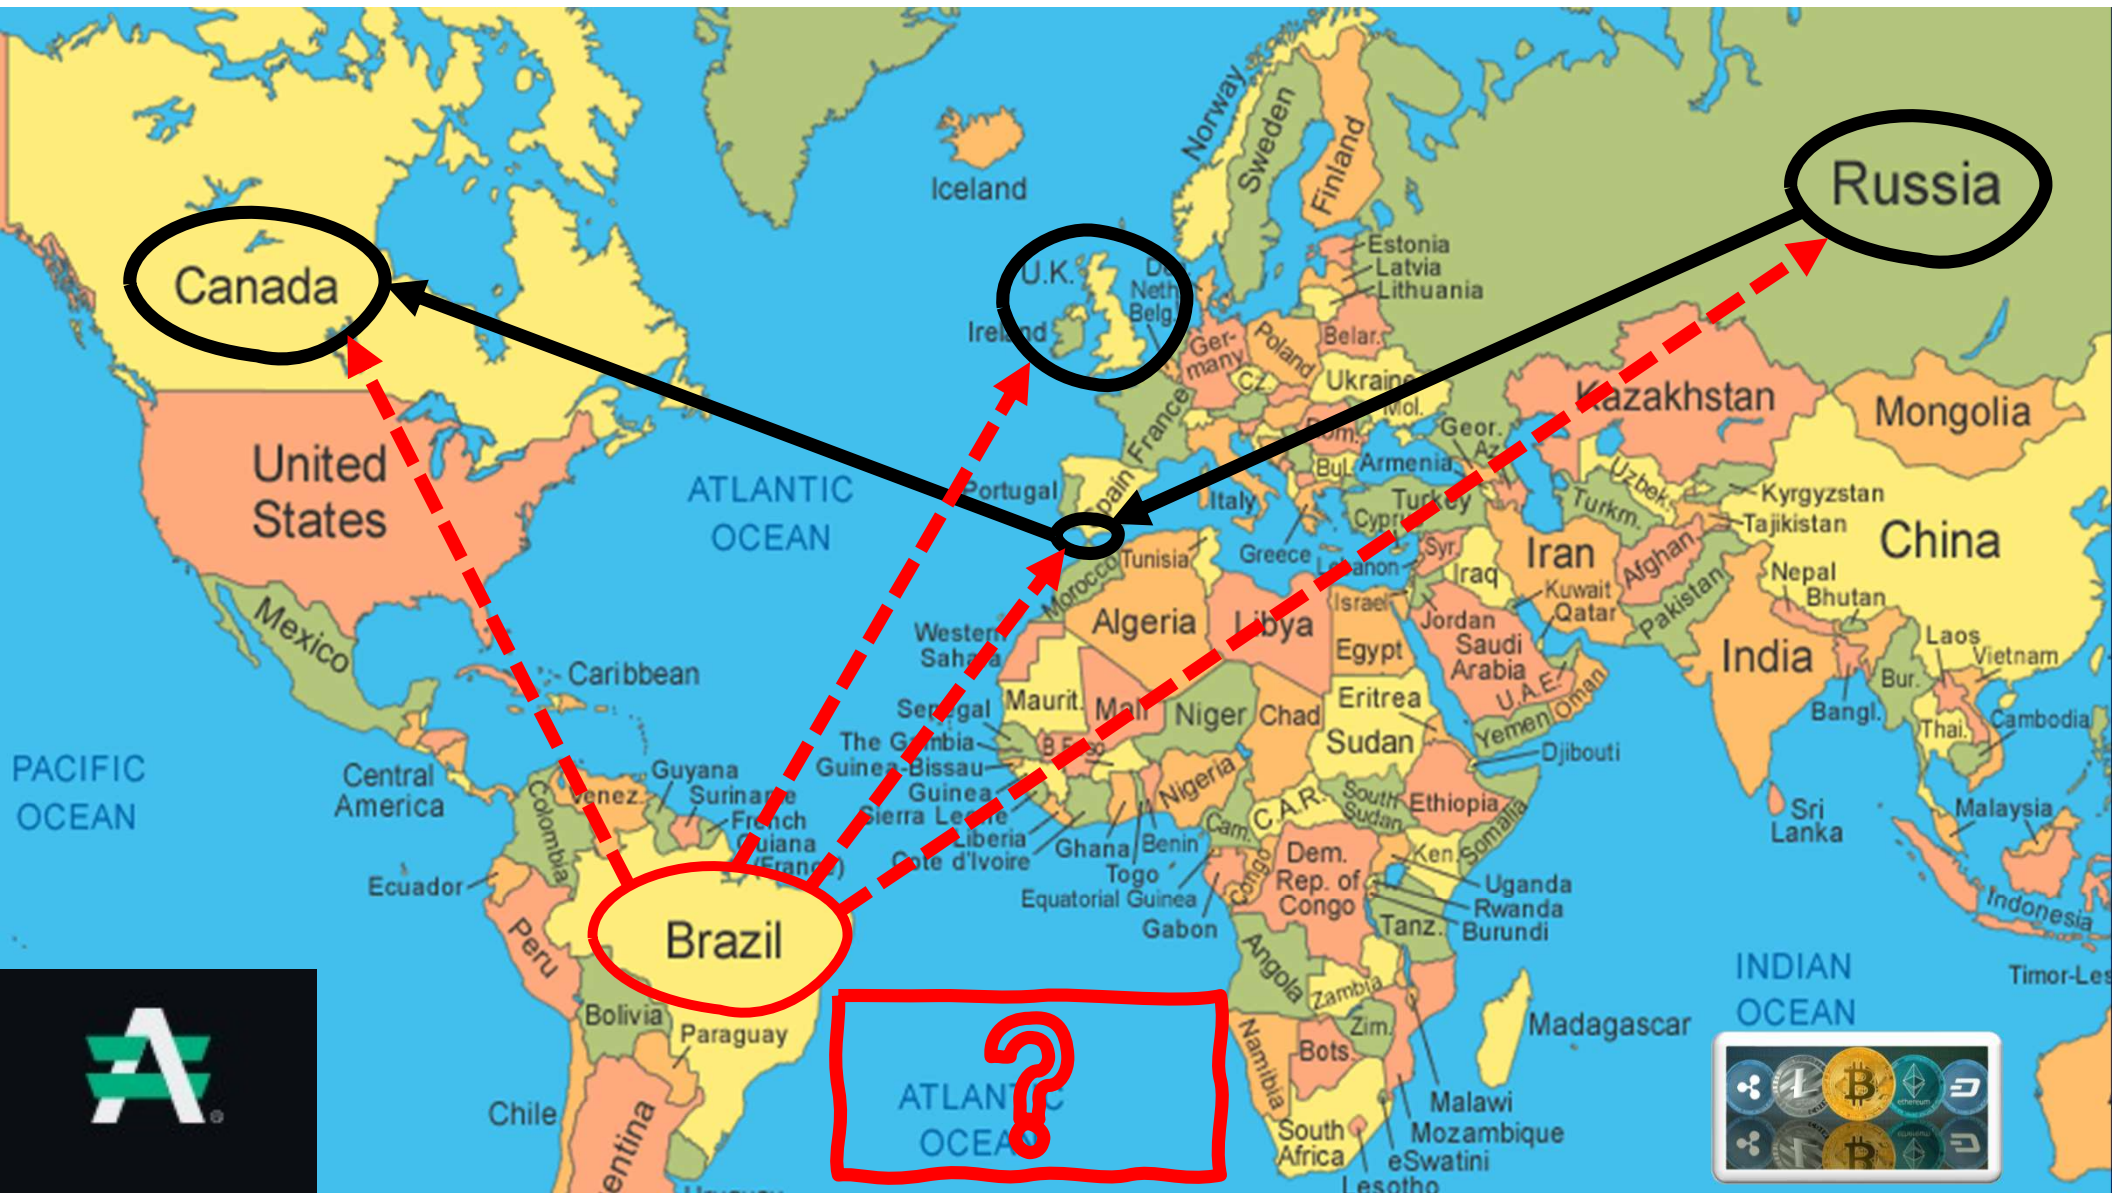 Norway
Sweden
Finland
Iceland
Russia
Canada
U.K.
Ireland
Neth
Belg.
Estonia
Latvia
Lithuania
Belar.
Ger-
many
Poland
Cz.
Ukraine
Mol.
France
Kazakhstan
Mongolia
United
States
ATLANTIC
OCEAN
Portugal
Spain
Italy
Bul.
Geor.
Az
Armenia
Turkey
Greece
Lebanon
Syr.
Iraq
Iran
Uzbek.
Turkm.
Kyrgyzstan
Tajikistan
China
Afghan.
Pakistan
Nepal
Bhutan
Kuwait
Qatar
Tunisia
Morocco
Algeria
Libya
Israel
Jordan
Egypt
Saudi
Arabia
U.A.E.
Oman
Yemen
India
Bangl.
Bur.
Laos
Vietnam
Thai.
Cambodia
Mexico
Caribbean
Western
Sahara
Maurit.
Mali
Niger
Chad
Eritrea
Sudan
Djibouti
Senegal
The Gambia
Guinea-Bissau
Guinea
Sierra Leone
Liberia
Cote d'Ivoire
Ghana
Togo
Benin
Nigeria
Cam.
C.A.R.
South
Sudan
Ethiopia
Somalia
PACIFIC
OCEAN
Central
America
Venez.
Colombia
Guyana
Suriname
French
Guiana
(France)
Ecuador
Peru
Brazil
Equatorial Guinea
Gabon
Congo
Dem.
Rep. of
Congo
Ken.
Uganda
Rwanda
Burundi
Tanz.
Sri
Lanka
Malaysia
Indonesia
Timor-Les
INDIAN
OCEAN
Angola
Zambia
Zim.
Namibia
Bots.
Madagascar
Malawi
Mozambique
eSwatini
Lesotho
South
Africa
Bolivia
Paraguay
Chile
entina
Uruguay
ATLANTIC
OCEAN
?
ethereum